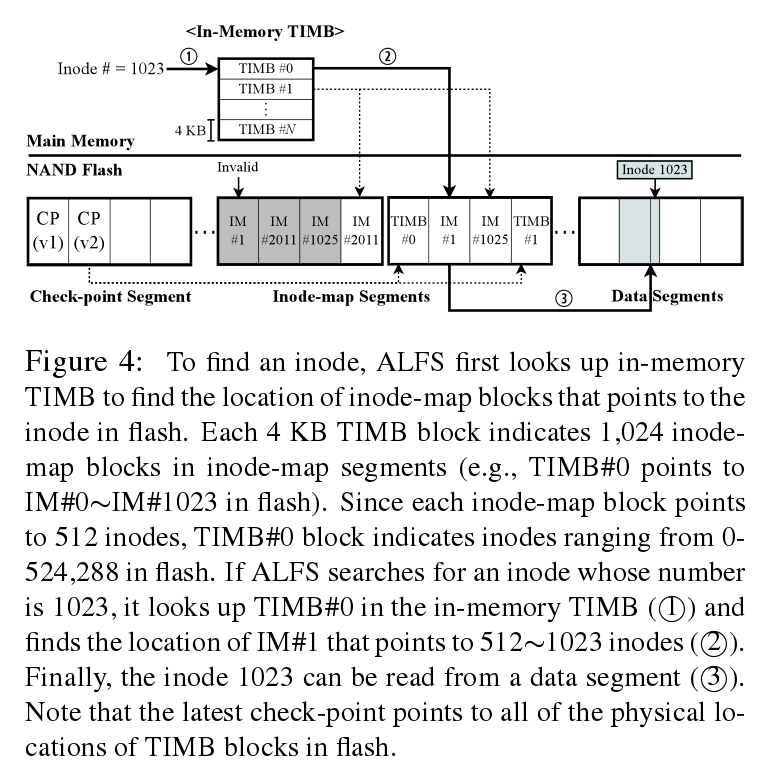 <In-Memory TIMB>
①
②
Inode # = 1023
TIMB #0
TIMB #1
⋮
4 KB
TIMB #N
Main Memory
NAND Flash
Invalid
Inode 1023
CP (v1)
CP (v2)
...
IM #1
IM #2011
IM #1025
IM #2011
TIMB #0
IM #1
IM #1025
TIMB #1
...
Check-point Segment
Inode-map Segments
③
Data Segments
Figure 4: To find an inode, ALFS first looks up in-memory
TIMB to find the location of inode-map blocks that points to the
inode in flash. Each 4 KB TIMB block indicates 1,024 inode-
map blocks in inode-map segments (e.g., TIMB#0 points to
IM#0∼IM#1023 in flash). Since each inode-map block points
to 512 inodes, TIMB#0 block indicates inodes ranging from 0-
524,288 in flash. If ALFS searches for an inode whose number
is 1023, it looks up TIMB#0 in the in-memory TIMB (①) and
finds the location of IM#1 that points to 512∼1023 inodes (②).
Finally, the inode 1023 can be read from a data segment (③).
Note that the latest check-point points to all of the physical lo-
cations of TIMB blocks in flash.